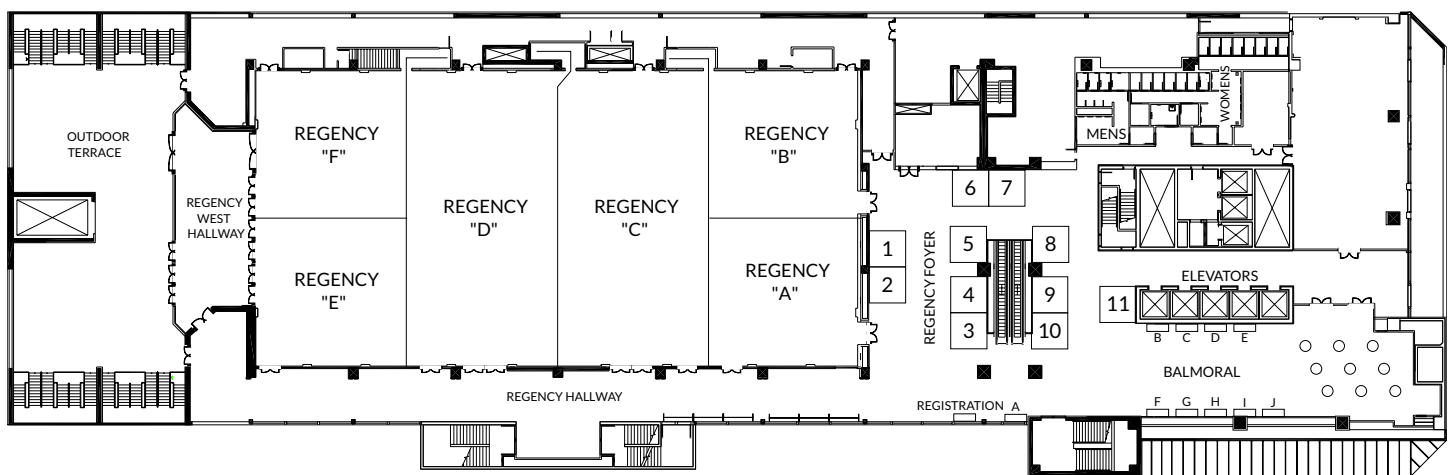 OUTDOOR
TERRACE
REGENCY
WEST
HALLWAY
REGENCY
"F"
REGENCY
"E"
REGENCY
"D"
REGENCY
"C"
REGENCY
"B"
REGENCY
"A"
REGENCY HALLWAY
1
2
REGENCY FOYER
6
7
5
4
3
8
9
10
11
MENS
WOMENS
ELEVATORS
B
C
D
E
BALMORAL
F
G
H
I
J
REGISTRATION
A